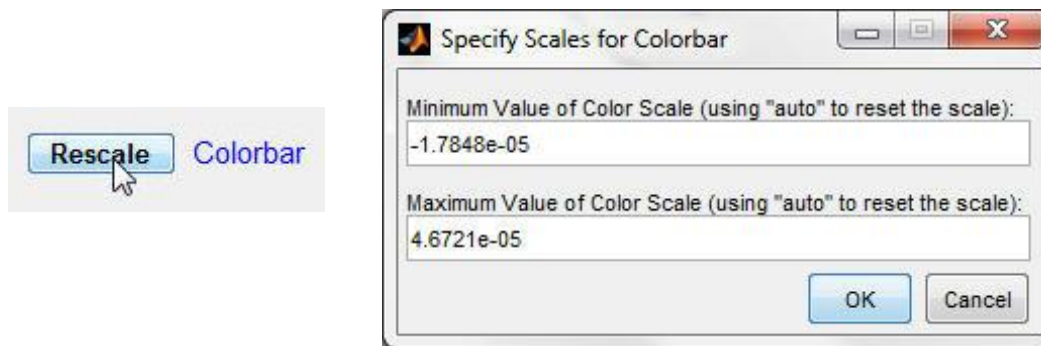 Rescale Colorbar
Specify Scales for Colorbar
Minimum Value of Color Scale (using "auto" to reset the scale):
-1.7848e-05
Maximum Value of Color Scale (using "auto" to reset the scale):
4.6721e-05
OK Cancel